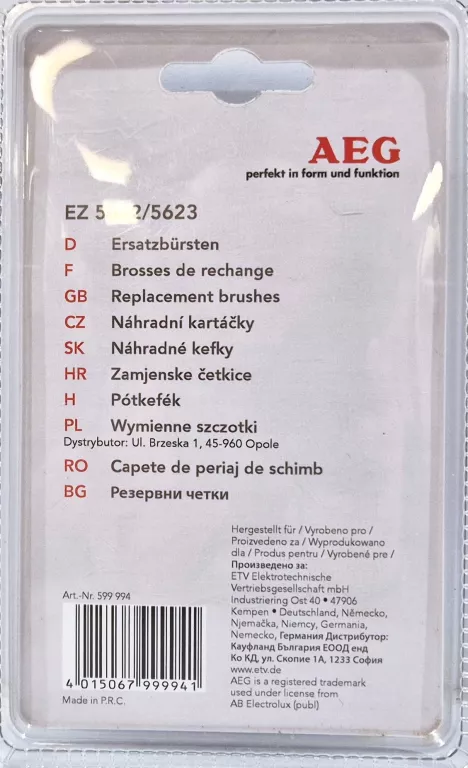 AEG
perfekt in form und funktion
EZ /5623
D Ersatzbürsten
F Brosses de rechange
GB Replacement brushes
CZ Náhradní kartáčky
SK Náhradné kefky
HR Zamjenske četkice
H Pótkefék
PL Wymienne szczotki
Dystrybutor: Ul. Brzeska 1, 45-960 Opole
RO Capete de periaj de schimb
BG Резервни четки
Hergestellt für / Vyrobeno pro /
Proizvedeno za / Wyprodukowano
dla / Produs pentru / Vyrobené pre /
Произведено за:
ETV Elektrotechnische
Vertriebsgesellschaft mbH
Industriering Ost 40 • 47906
Kempen • Deutschland, Německo,
Njemačka, Niemcy, Germania,
Nemecko, Германия Дистрибутор:
Кауфланд България ЕООД енд
Ко КД, ул. Скопие 1А, 1233 София
www.etv.de
AEG is a registered trademark
used under license from
AB Electrolux (publ)
Art.-Nr. 599 994
4 015067 999941
Made in P.R.C.